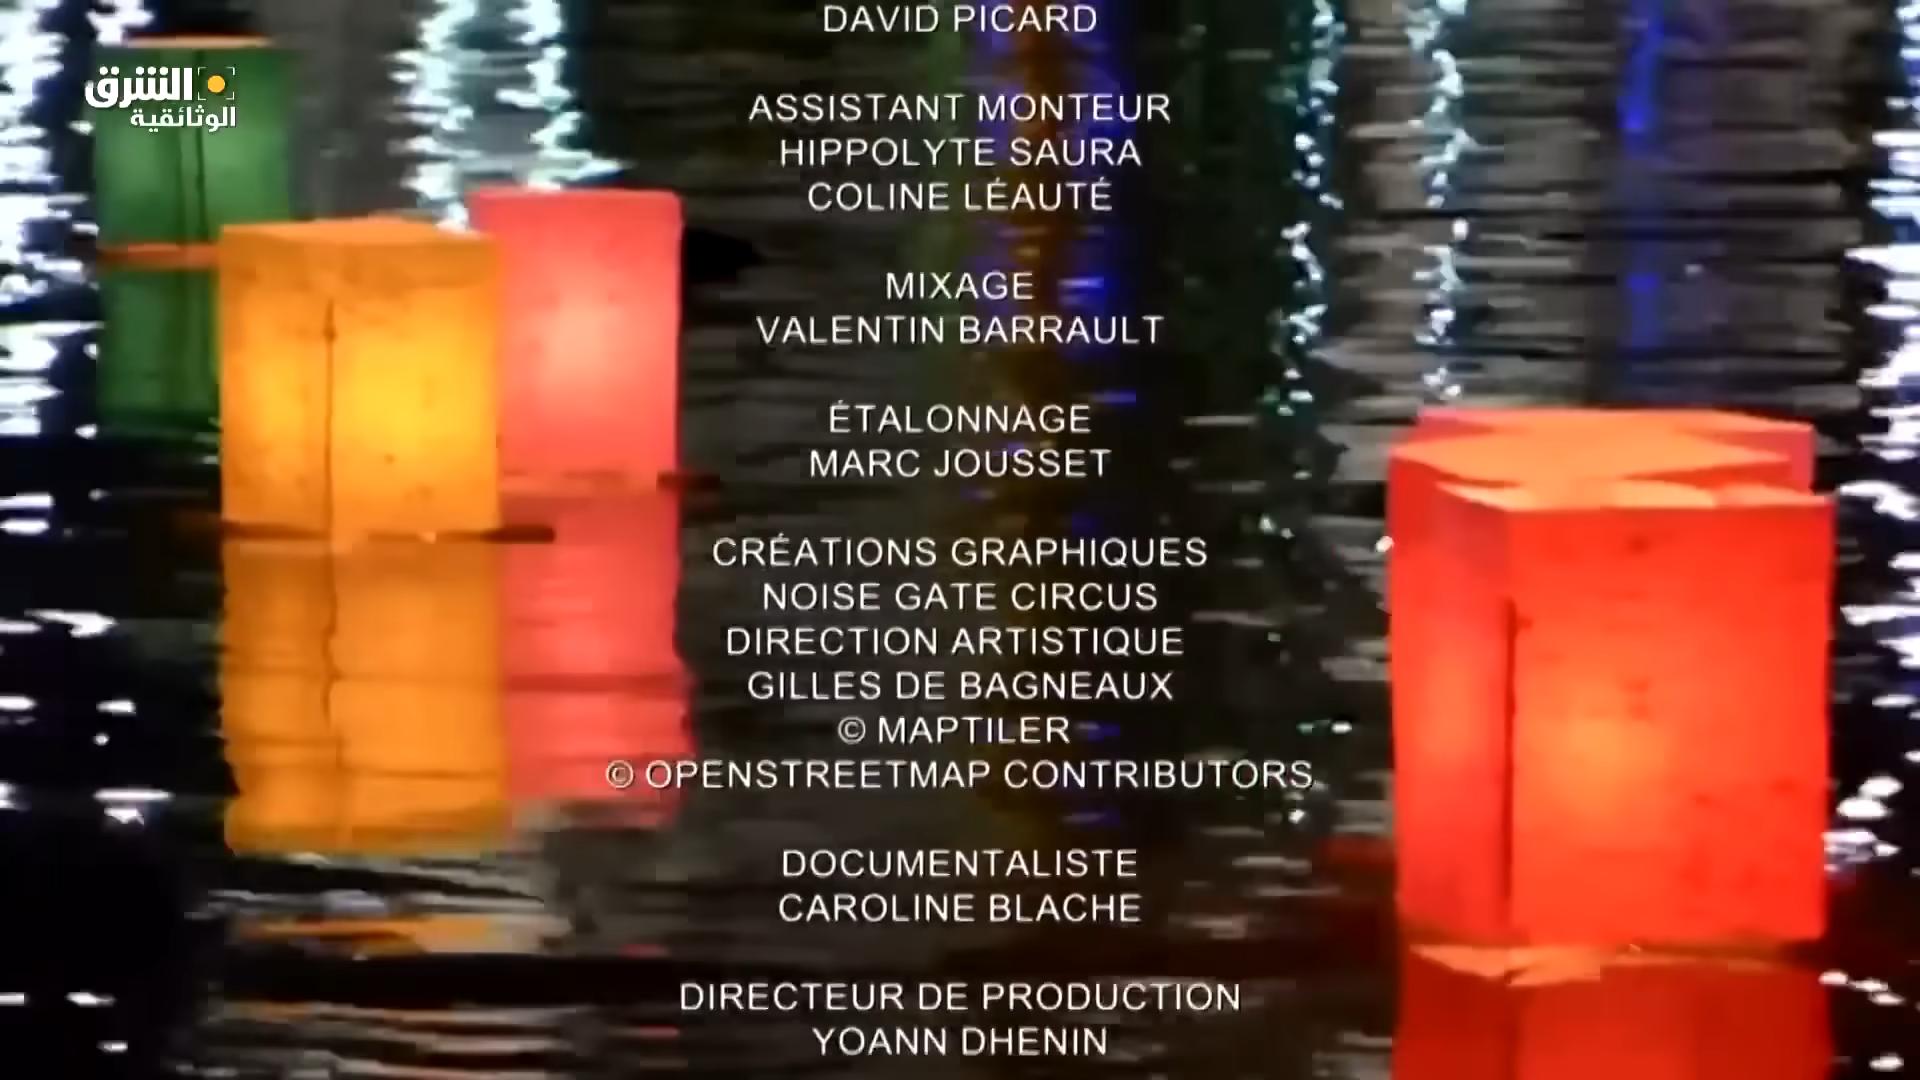 DAVID PICARD
الشرق
الوثائقية
ASSISTANT MONTEUR
HIPPOLYTE SAURA
COLINE LÉAUTÉ
MIXAGE
VALENTIN BARRAULT
ÉTALONNAGE
MARC JOUSSET
CRÉATIONS GRAPHIQUES
NOISE GATE CIRCUS
DIRECTION ARTISTIQUE
GILLES DE BAGNEAUX
© MAPTILER
© OPENSTREETMAP CONTRIBUTORS
DOCUMENTALISTE
CAROLINE BLACHE
DIRECTEUR DE PRODUCTION
YOANN DHENIN